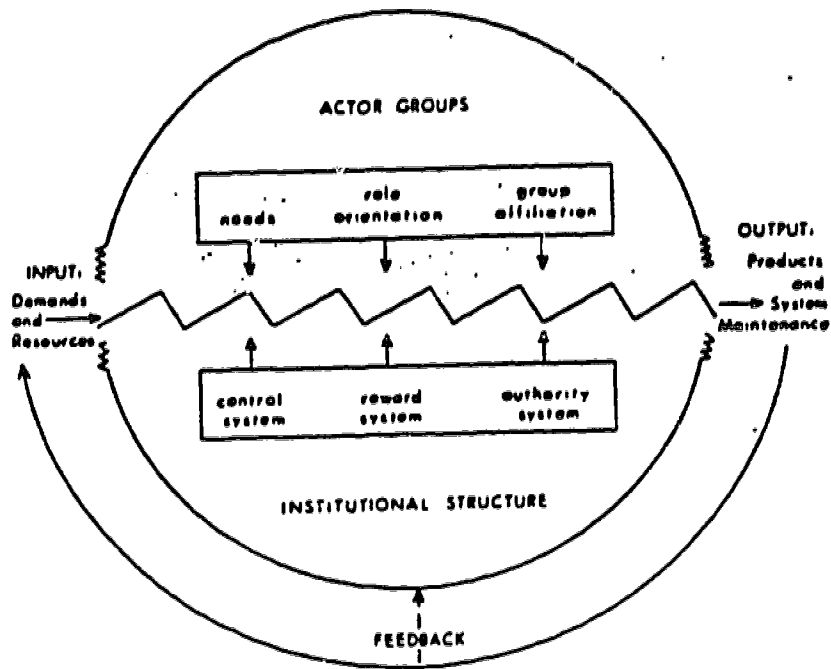 ACTOR GROUPS
needs
role
orientation
group
affiliation
INPUT:
Demands
and
Resources
OUTPUT:
Products
and
System
Maintenance
control
system
reward
system
authority
system
INSTITUTIONAL STRUCTURE
FEEDBACK